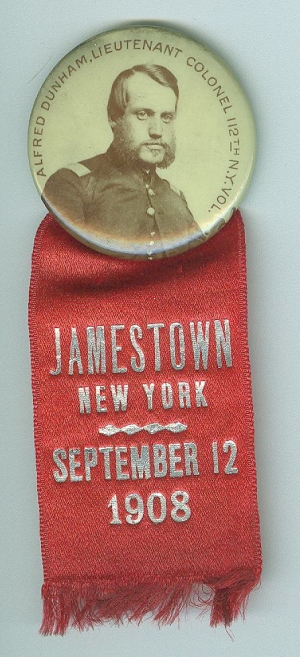 ALFRED DUNHAM, LIEUTENANT COLONEL 112TH N.Y. VOL.
JAMESTOWN
NEW YORK
SEPTEMBER 12
1908